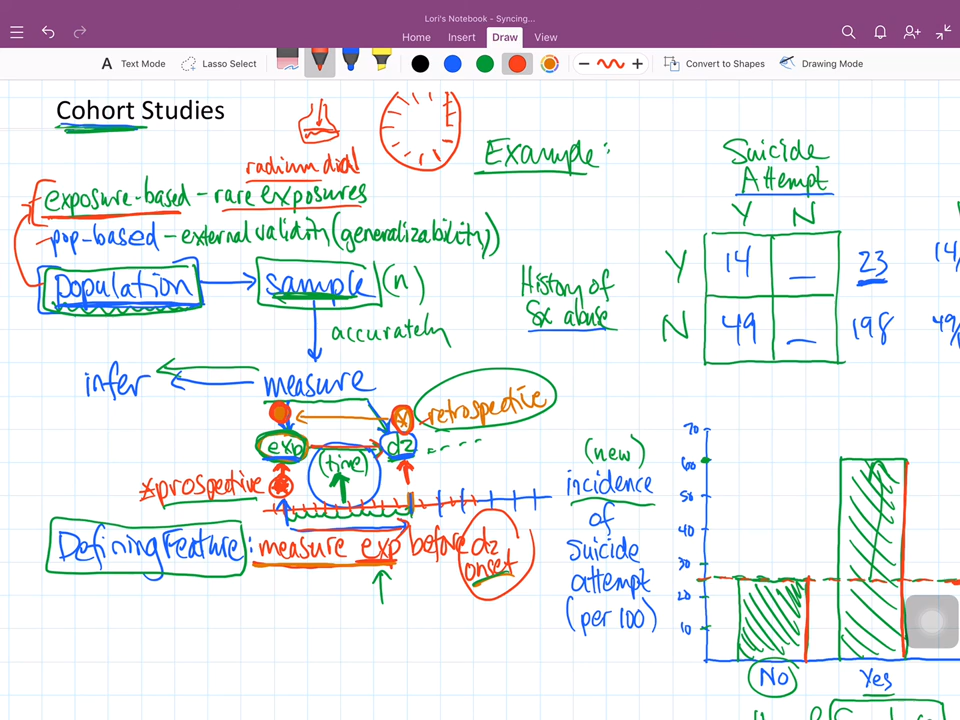 Lori's Notebook - Syncing...
Home Insert Draw View
Text Mode Lasso Select Convert to Shapes Drawing Mode
Cohort Studies
radium dial
exposure-based - rare exposures
pop-based - external validity (generalizability)
population sample (n)
accurately
infer measure
retrospective
exp dz
(time)
*prospective
Defining Feature: measure exp before dz
onset
Example:
Suicide
Attempt
Y N
Y 14 _ 23 14/
History of
Sx abuse
N 49 _ 198 49/
(new)
incidence
of
suicide
attempt
(per 100)
70
60
50
40
30
20
10
No Yes